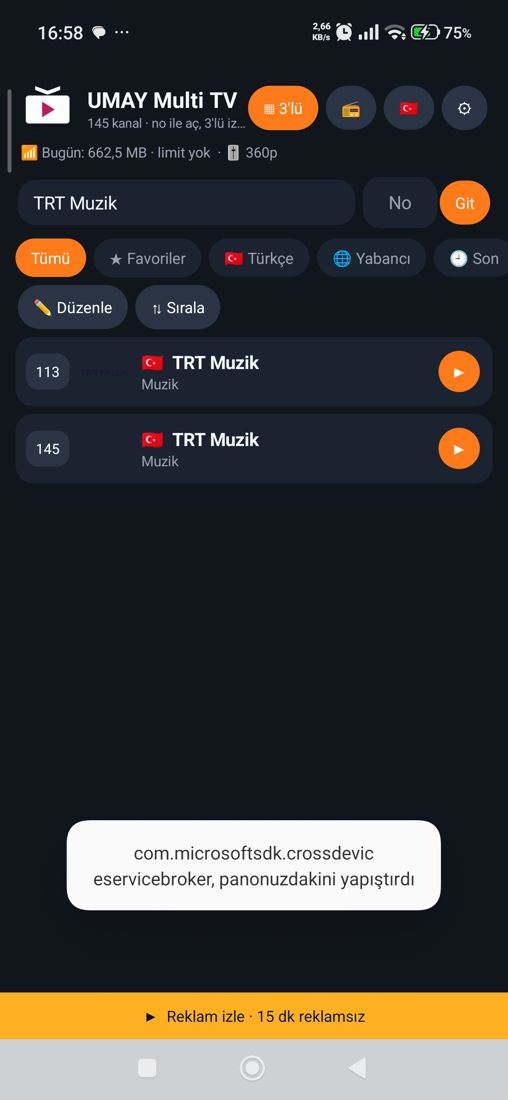 16:58 ··· 2,66 KB/s 75%
UMAY Multi TV 3'lü
145 kanal · no ile aç, 3'lü iz...
Bugün: 662,5 MB · limit yok · 360p
TRT Muzik No Git
Tümü ★ Favoriler Türkçe Yabancı Son
Düzenle ↑↓ Sırala
113 TRT MUZIK TRT Muzik
Muzik
145 TRT Muzik
Muzik
com.microsoftsdk.crossdevic
eservicebroker, panonuzdakini yapıştırdı
► Reklam izle · 15 dk reklamsız